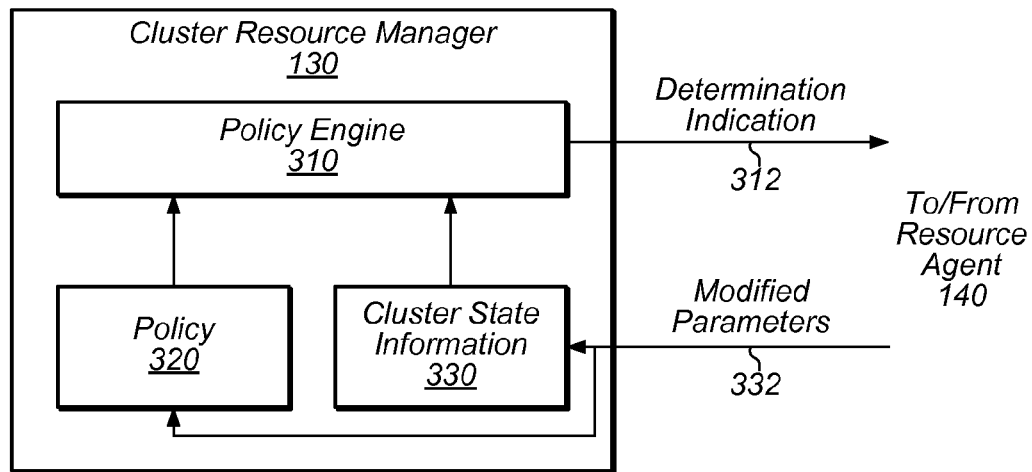 Cluster Resource Manager
130
Policy Engine
310
Determination
Indication
312
To/From
Resource
Agent
140
Policy
320
Cluster State
Information
330
Modified
Parameters
332